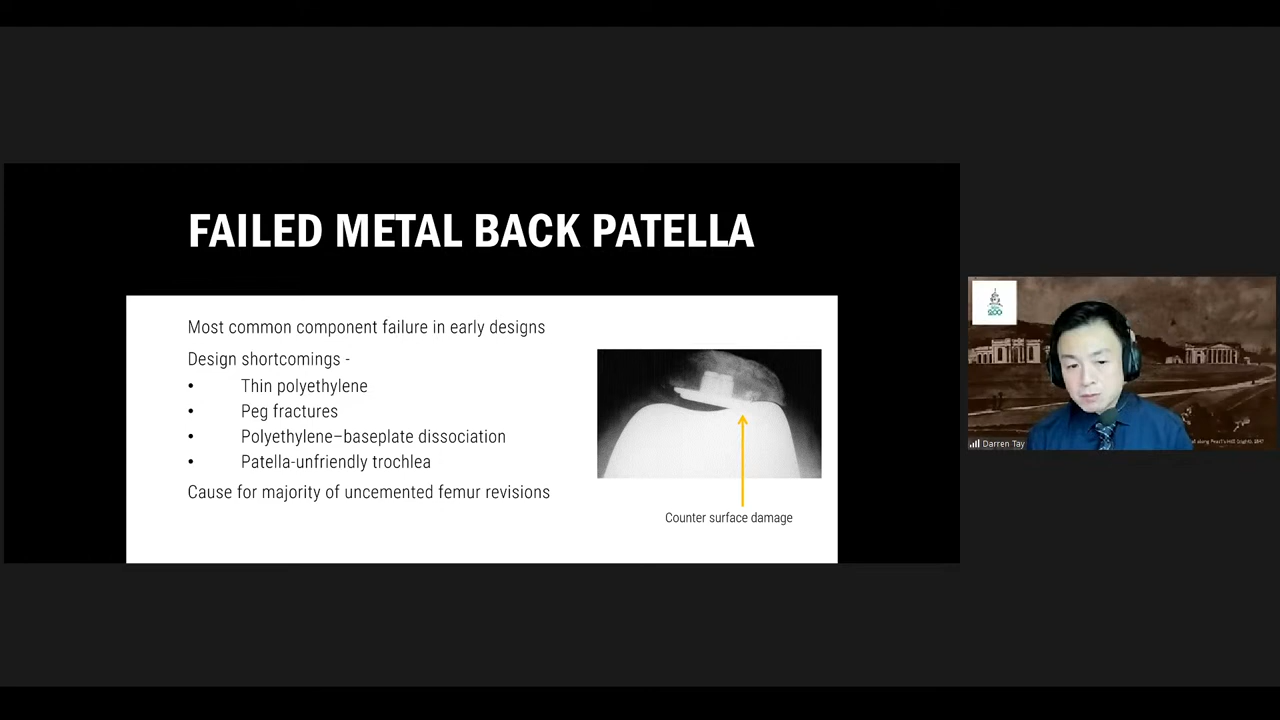 FAILED METAL BACK PATELLA
Most common component failure in early designs
Design shortcomings -
• Thin polyethylene
• Peg fractures
• Polyethylene–baseplate dissociation
• Patella-unfriendly trochlea
Cause for majority of uncemented femur revisions
Counter surface damage
200
Darren Tay